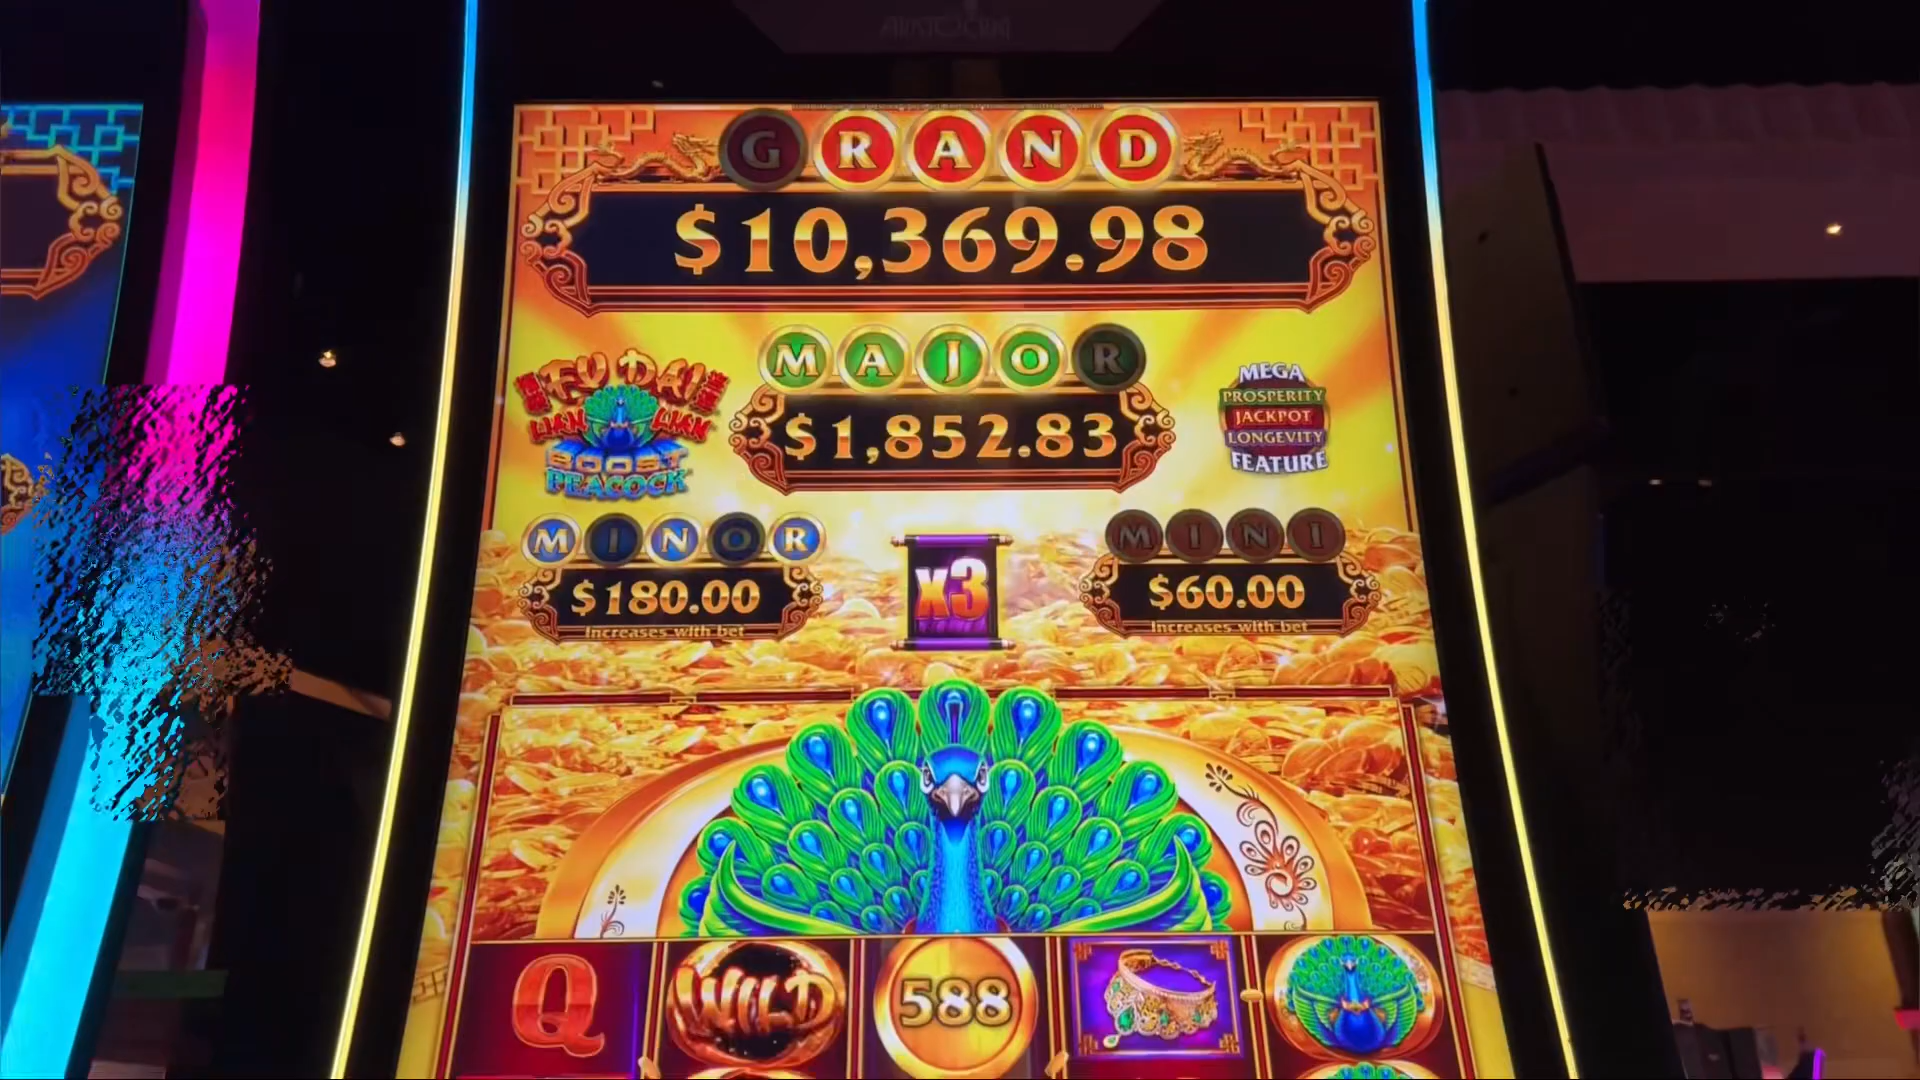 ARISTOCRAT
GRAND
$10,369.98
MAJOR
$1,852.83
FU DAI
LIAN LIAN
BOOST
PEACOCK
MEGA
PROSPERITY
JACKPOT
LONGEVITY
FEATURE
MINOR
$180.00
Increases with bet
X3
MINI
$60.00
Increases with bet
Q
WILD
588